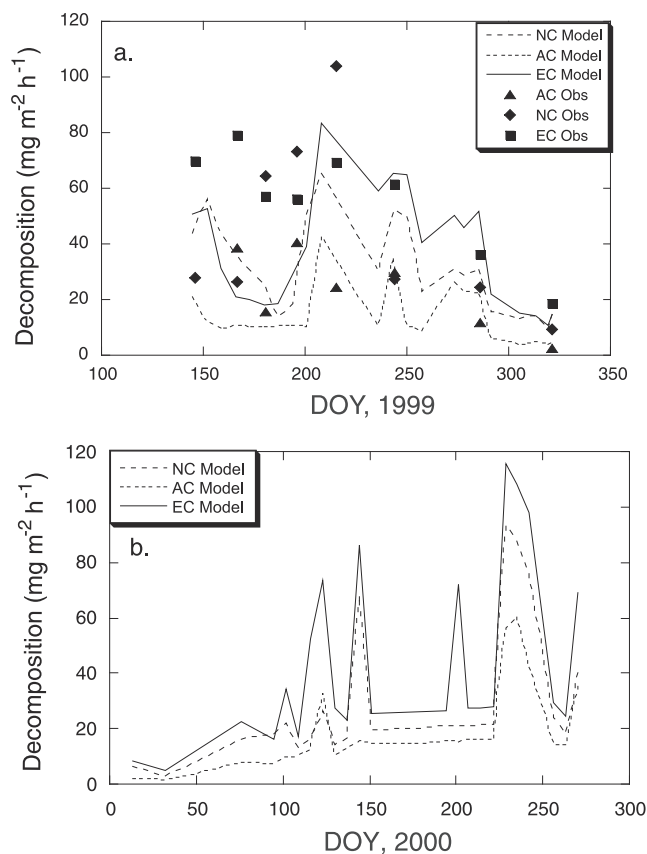 120
100
80
60
40
20
0
Decomposition (mg m⁻² h⁻¹)
a.
NC Model
AC Model
EC Model
AC Obs
NC Obs
EC Obs
100 150 200 250 300 350
DOY, 1999
120
100
80
60
40
20
0
Decomposition (mg m⁻² h⁻¹)
NC Model
AC Model
EC Model
b.
0 50 100 150 200 250 300
DOY, 2000